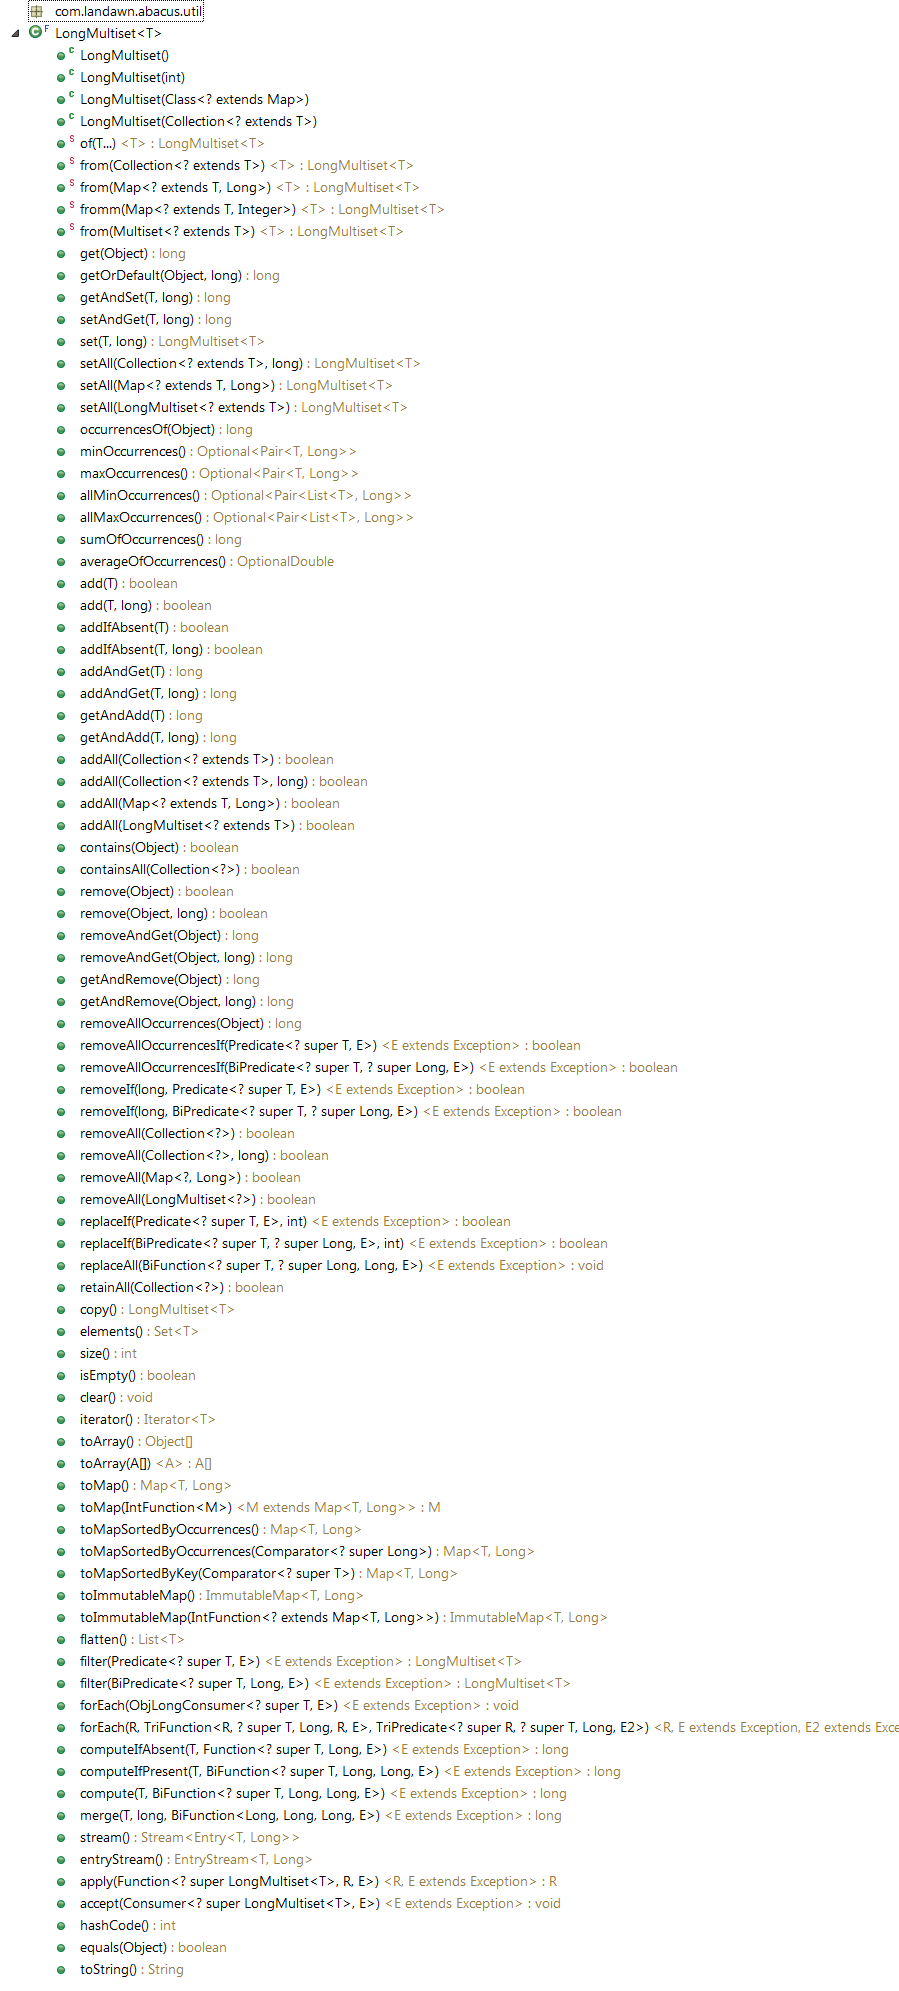 com.landawn.abacus.util
LongMultiset<T>
LongMultiset()
LongMultiset(int)
LongMultiset(Class<? extends Map>)
LongMultiset(Collection<? extends T>)
of(T...) <T> : LongMultiset<T>
from(Collection<? extends T>) <T> : LongMultiset<T>
from(Map<? extends T, Long>) <T> : LongMultiset<T>
fromm(Map<? extends T, Integer>) <T> : LongMultiset<T>
from(Multiset<? extends T>) <T> : LongMultiset<T>
get(Object) : long
getOrDefault(Object, long) : long
getAndSet(T, long) : long
setAndGet(T, long) : long
set(T, long) : LongMultiset<T>
setAll(Collection<? extends T>, long) : LongMultiset<T>
setAll(Map<? extends T, Long>) : LongMultiset<T>
setAll(LongMultiset<? extends T>) : LongMultiset<T>
occurrencesOf(Object) : long
minOccurrences() : Optional<Pair<T, Long>>
maxOccurrences() : Optional<Pair<T, Long>>
allMinOccurrences() : Optional<Pair<List<T>, Long>>
allMaxOccurrences() : Optional<Pair<List<T>, Long>>
sumOfOccurrences() : long
averageOfOccurrences() : OptionalDouble
add(T) : boolean
add(T, long) : boolean
addIfAbsent(T) : boolean
addIfAbsent(T, long) : boolean
addAndGet(T) : long
addAndGet(T, long) : long
getAndAdd(T) : long
getAndAdd(T, long) : long
addAll(Collection<? extends T>) : boolean
addAll(Collection<? extends T>, long) : boolean
addAll(Map<? extends T, Long>) : boolean
addAll(LongMultiset<? extends T>) : boolean
contains(Object) : boolean
containsAll(Collection<?>) : boolean
remove(Object) : boolean
remove(Object, long) : boolean
removeAndGet(Object) : long
removeAndGet(Object, long) : long
getAndRemove(Object) : long
getAndRemove(Object, long) : long
removeAllOccurrences(Object) : long
removeAllOccurrencesIf(Predicate<? super T, E>) <E extends Exception> : boolean
removeAllOccurrencesIf(BiPredicate<? super T, ? super Long, E>) <E extends Exception> : boolean
removeIf(long, Predicate<? super T, E>) <E extends Exception> : boolean
removeIf(long, BiPredicate<? super T, ? super Long, E>) <E extends Exception> : boolean
removeAll(Collection<?>) : boolean
removeAll(Collection<?>, long) : boolean
removeAll(Map<?, Long>) : boolean
removeAll(LongMultiset<?>) : boolean
replaceIf(Predicate<? super T, E>, int) <E extends Exception> : boolean
replaceIf(BiPredicate<? super T, ? super Long, E>, int) <E extends Exception> : boolean
replaceAll(BiFunction<? super T, ? super Long, Long, E>) <E extends Exception> : void
retainAll(Collection<?>) : boolean
copy() : LongMultiset<T>
elements() : Set<T>
size() : int
isEmpty() : boolean
clear() : void
iterator() : Iterator<T>
toArray() : Object[]
toArray(A[]) <A> : A[]
toMap() : Map<T, Long>
toMap(IntFunction<M>) <M extends Map<T, Long>> : M
toMapSortedByOccurrences() : Map<T, Long>
toMapSortedByOccurrences(Comparator<? super Long>) : Map<T, Long>
toMapSortedByKey(Comparator<? super T>) : Map<T, Long>
toImmutableMap() : ImmutableMap<T, Long>
toImmutableMap(IntFunction<? extends Map<T, Long>>) : ImmutableMap<T, Long>
flatten() : List<T>
filter(Predicate<? super T, E>) <E extends Exception> : LongMultiset<T>
filter(BiPredicate<? super T, Long, E>) <E extends Exception> : LongMultiset<T>
forEach(ObjLongConsumer<? super T, E>) <E extends Exception> : void
forEach(R, TriFunction<R, ? super T, Long, R, E>, TriPredicate<? super R, ? super T, Long, E2>) <R, E extends Exception, E2 extends Exce
computeIfAbsent(T, Function<? super T, Long, E>) <E extends Exception> : long
computeIfPresent(T, BiFunction<? super T, Long, Long, E>) <E extends Exception> : long
compute(T, BiFunction<? super T, Long, Long, E>) <E extends Exception> : long
merge(T, long, BiFunction<Long, Long, Long, E>) <E extends Exception> : long
stream() : Stream<Entry<T, Long>>
entryStream() : EntryStream<T, Long>
apply(Function<? super LongMultiset<T>, R, E>) <R, E extends Exception> : R
accept(Consumer<? super LongMultiset<T>, E>) <E extends Exception> : void
hashCode() : int
equals(Object) : boolean
toString() : String